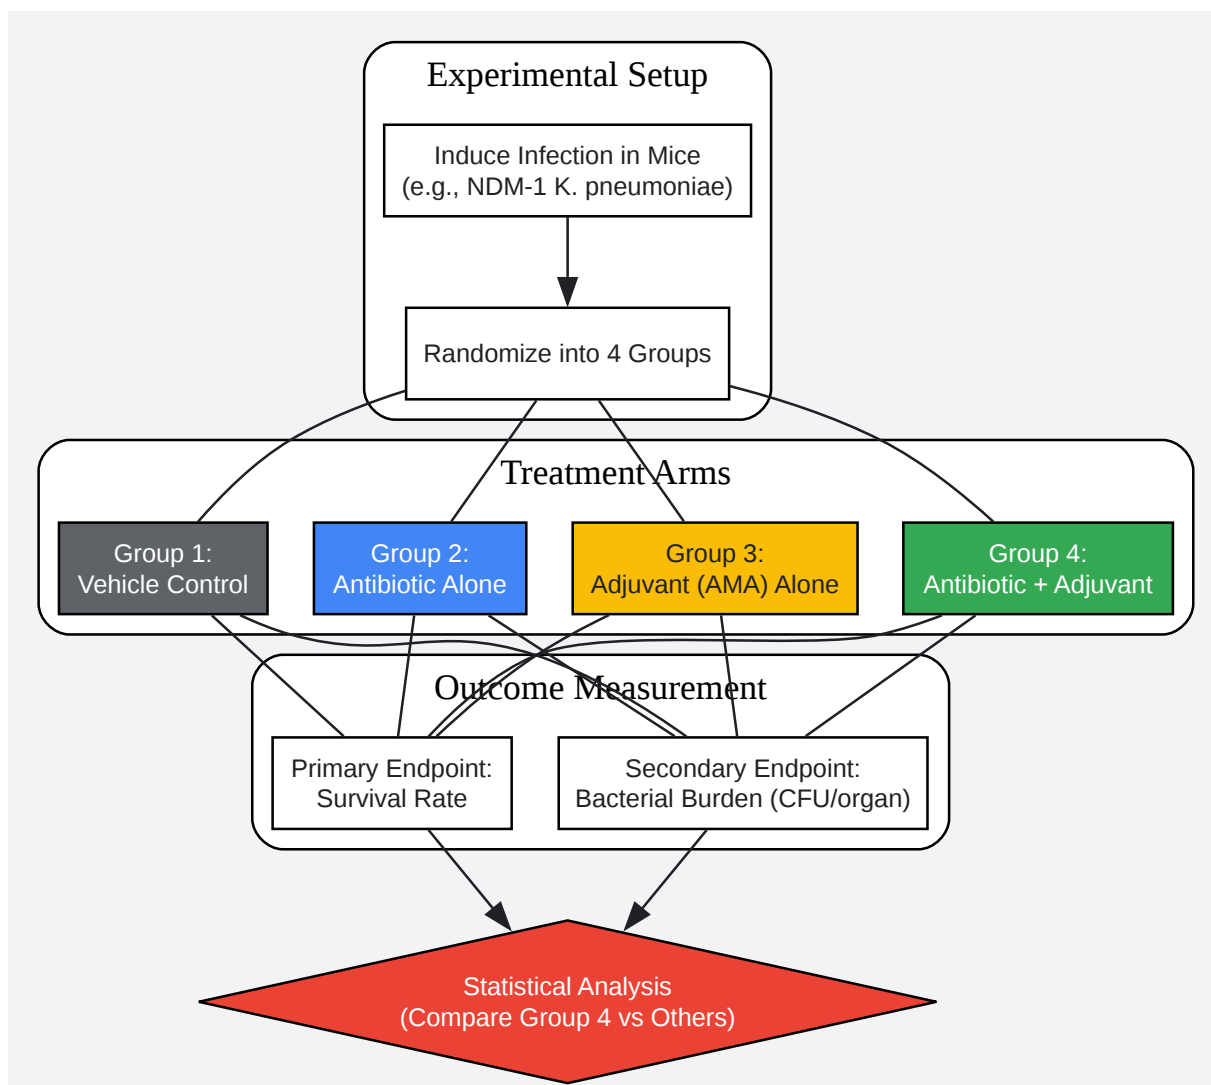 Experimental Setup
Induce Infection in Mice
(e.g., NDM-1 K. pneumoniae)
Randomize into 4 Groups
Treatment Arms
Group 1:
Vehicle Control
Group 2:
Antibiotic Alone
Group 3:
Adjuvant (AMA) Alone
Group 4:
Antibiotic + Adjuvant
Outcome Measurement
Primary Endpoint:
Survival Rate
Secondary Endpoint:
Bacterial Burden (CFU/organ)
Statistical Analysis
(Compare Group 4 vs Others)